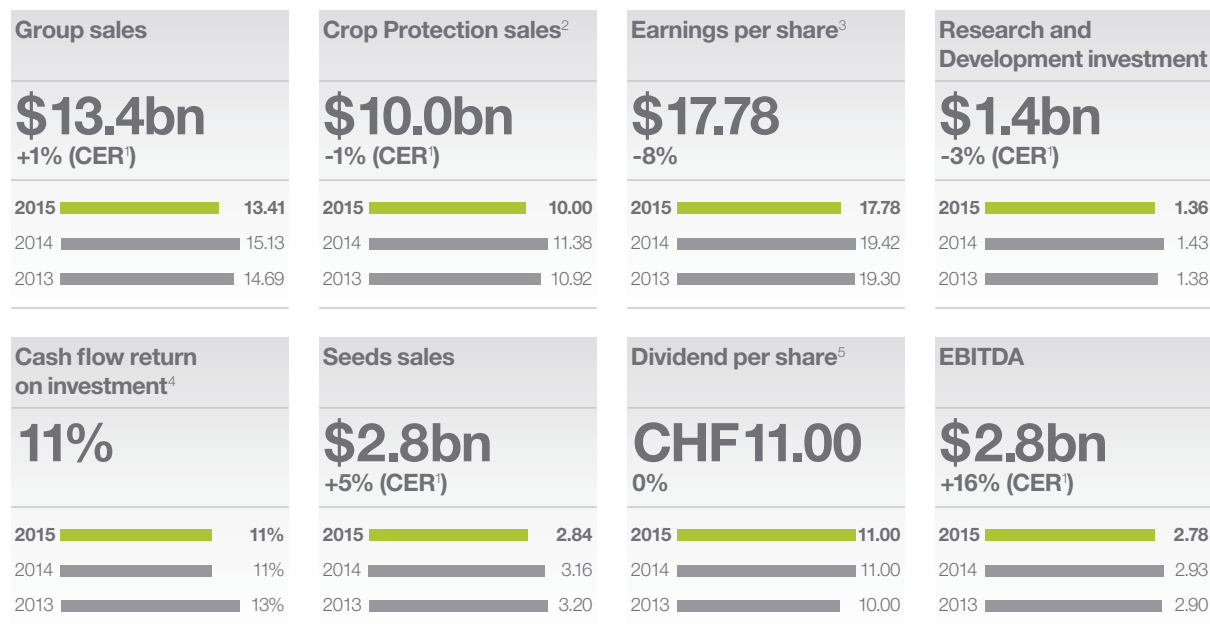 Group sales
$13.4bn
+1% (CER¹)
2015 13.41
2014 15.13
2013 14.69
Crop Protection sales²
$10.0bn
-1% (CER¹)
2015 10.00
2014 11.38
2013 10.92
Earnings per share³
$17.78
-8%
2015 17.78
2014 19.42
2013 19.30
Research and
Development investment
$1.4bn
-3% (CER¹)
2015 1.36
2014 1.43
2013 1.38
Cash flow return
on investment⁴
11%
2015 11%
2014 11%
2013 13%
Seeds sales
$2.8bn
+5% (CER¹)
2015 2.84
2014 3.16
2013 3.20
Dividend per share⁵
CHF 11.00
0%
2015 11.00
2014 11.00
2013 10.00
EBITDA
$2.8bn
+16% (CER¹)
2015 2.78
2014 2.93
2013 2.90